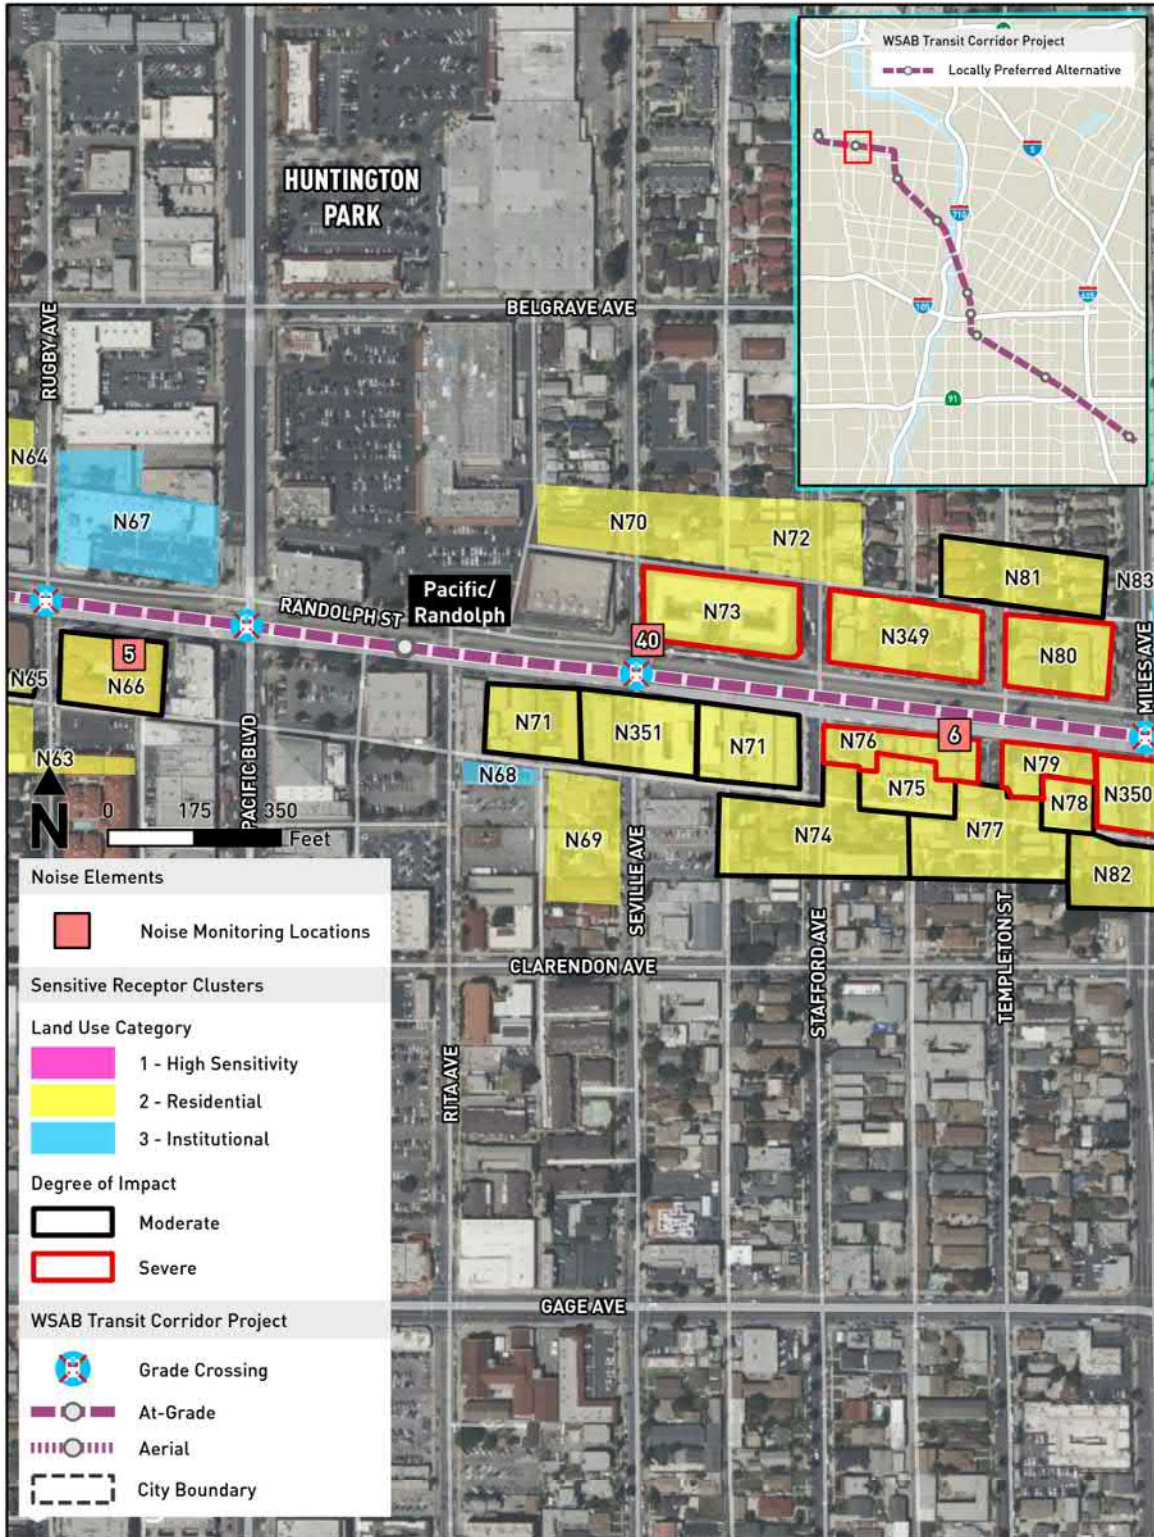 WSAB Transit Corridor Project
Locally Preferred Alternative
5
710
105
605
91
HUNTINGTON
PARK
BELGRAVE AVE
RUGBY AVE
N64
N67
N70
N72
N81
N83
Pacific/
Randolph
RANDOLPH ST
N73
N349
N80
40
5
N65
N66
MILES AVE
N71
N351
N71
N76
6
N79
N63
PACIFIC BLVD
N68
N75
N78
N350
N
0 175 350
Feet
N69
SEVILLE AVE
N74
N77
N82
Noise Elements
Noise Monitoring Locations
Sensitive Receptor Clusters
Land Use Category
1 - High Sensitivity
2 - Residential
3 - Institutional
Degree of Impact
Moderate
Severe
WSAB Transit Corridor Project
Grade Crossing
At-Grade
Aerial
City Boundary
CLARENDON AVE
STAFFORD AVE
TEMPLETON ST
RITA AVE
GAGE AVE